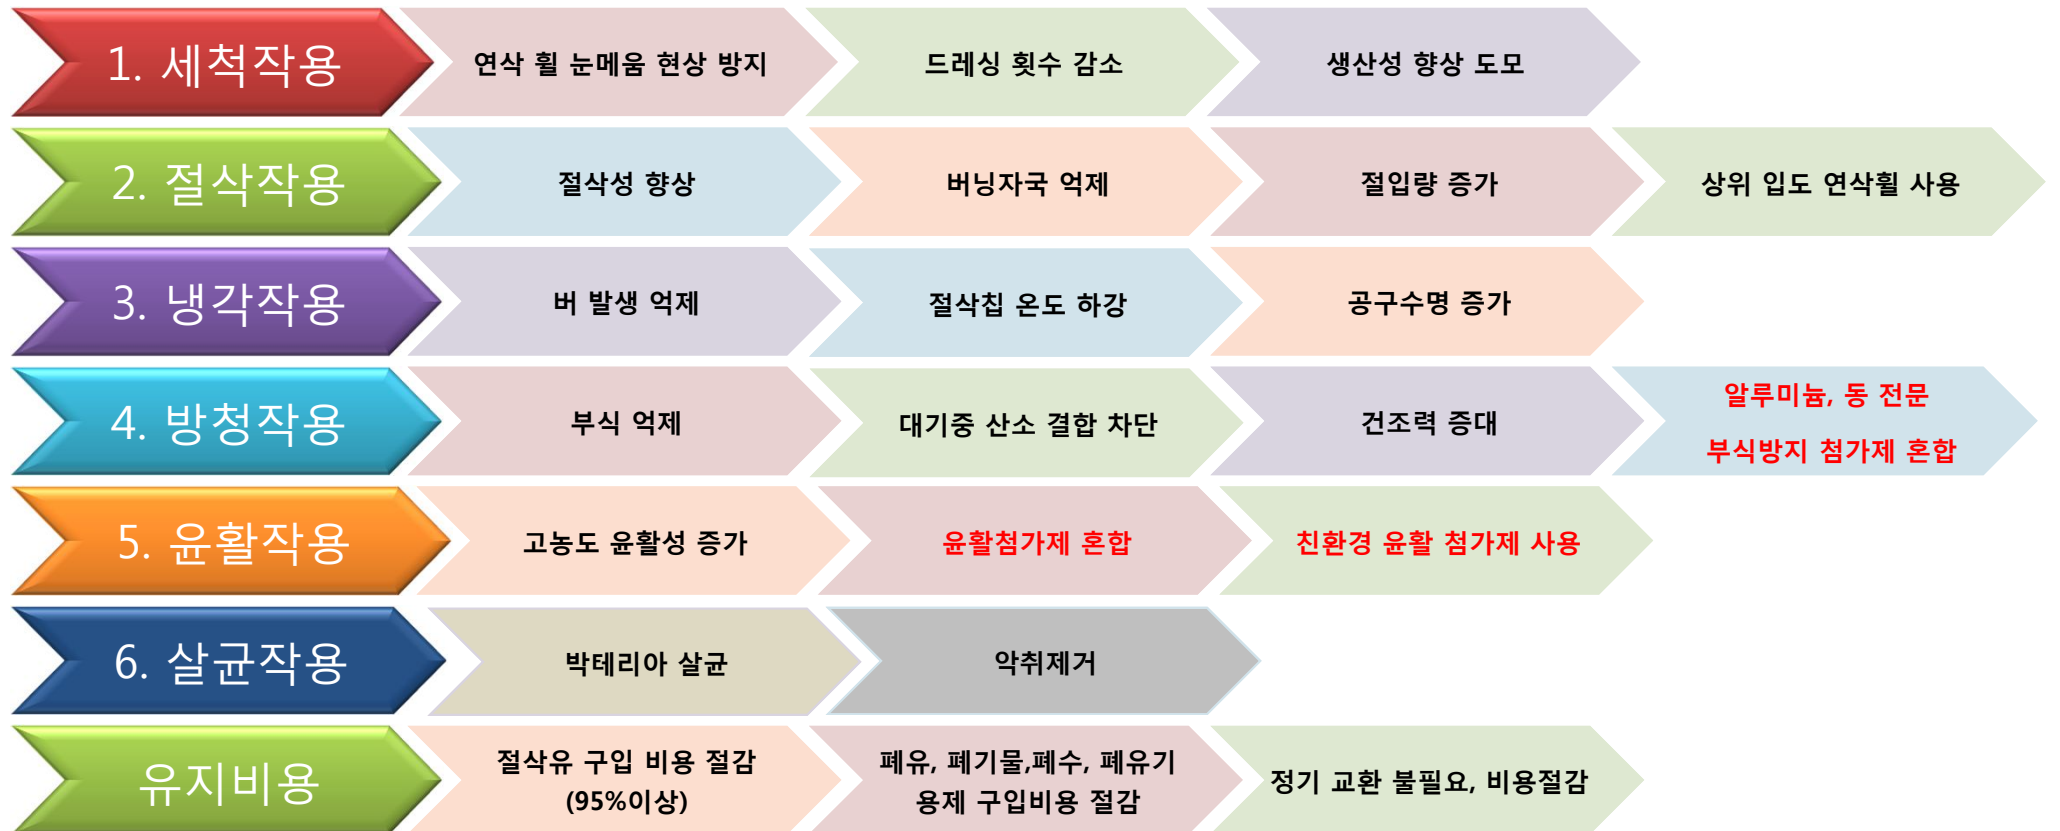 1. 세척작용
연삭 휠 눈메움 현상 방지
드레싱 횟수 감소
생산성 향상 도모
2. 절삭작용
절삭성 향상
버닝자국 억제
절입량 증가
상위 입도 연삭휠 사용
3. 냉각작용
버 발생 억제
절삭칩 온도 하강
공구수명 증가
4. 방청작용
부식 억제
대기중 산소 결합 차단
건조력 증대
알루미늄, 동 전문
부식방지 첨가제 혼합
5. 윤활작용
고농도 윤활성 증가
윤활첨가제 혼합
친환경 윤활 첨가제 사용
6. 살균작용
박테리아 살균
악취제거
유지비용
절삭유 구입 비용 절감
(95%이상)
폐유, 폐기물,폐수, 폐유기
용제 구입비용 절감
정기 교환 불필요, 비용절감